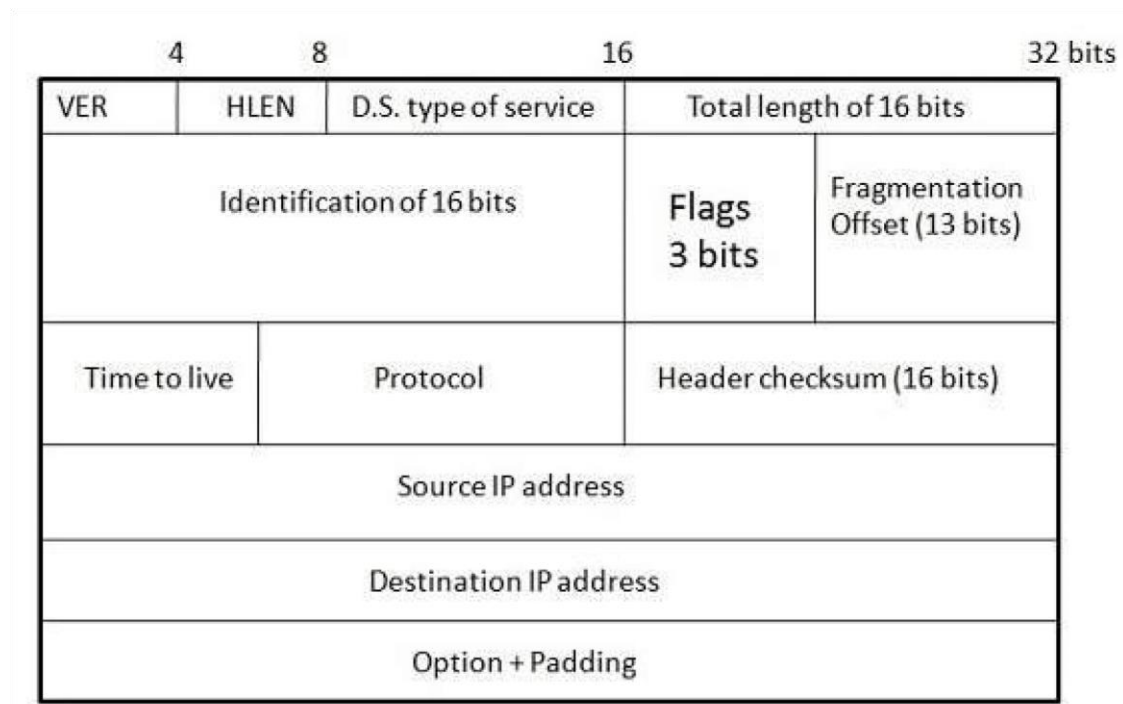 4 8 16 32 bits
VER HLEN D.S. type of service Total length of 16 bits
Identification of 16 bits
Flags
3 bits
Fragmentation
Offset (13 bits)
Time to live Protocol Header checksum (16 bits)
Source IP address
Destination IP address
Option + Padding